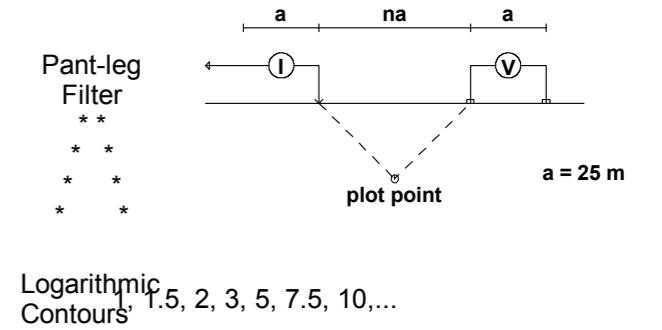 a na a
I V
Pant-leg
Filter
* *
* *
* *
* *
plot point
a = 25 m
Logarithmic
Contours 1, 1.5, 2, 3, 5, 7.5, 10,...